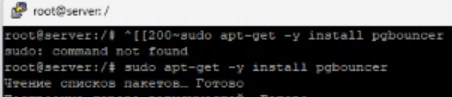 root@server: /
root@server:/# ^[[200~sudo apt-get -y install pgbouncer
sudo: command not found
root@server:/# sudo apt-get -y install pgbouncer
Чтение списков пакетов… Готово